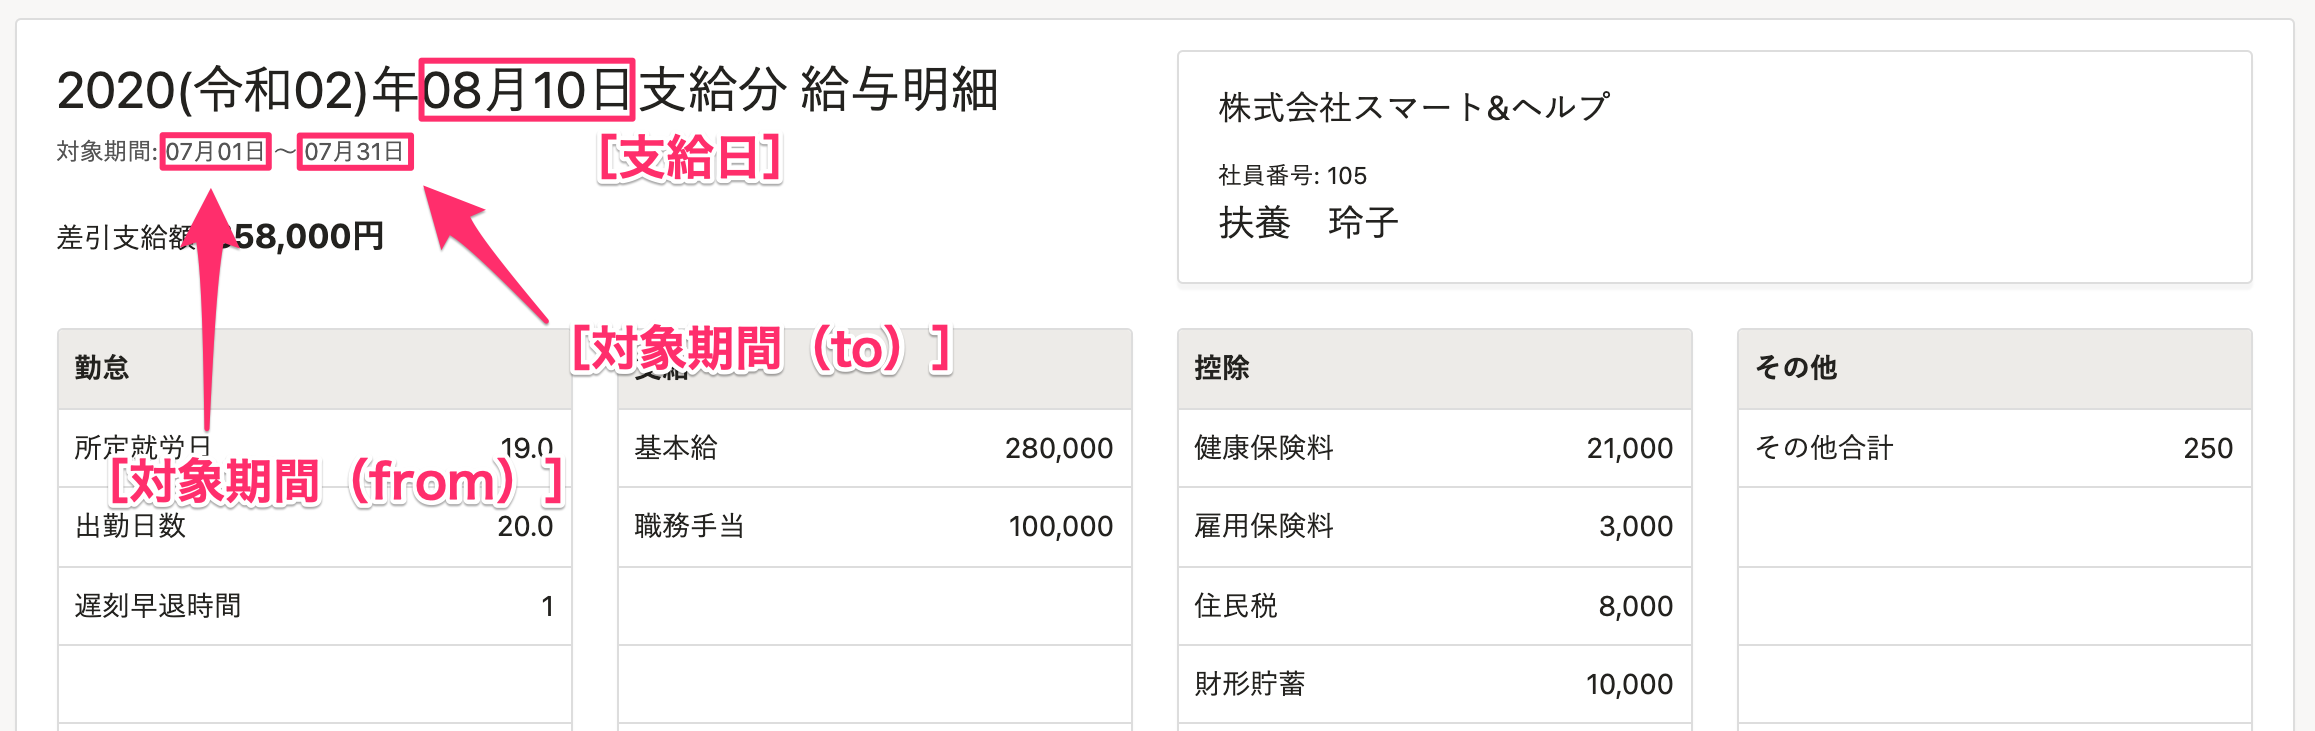 2020(令和02)年08月10日支給分 給与明細
対象期間: 07月01日 ～ 07月31日
[支給日]
差引支給額 58,000円
株式会社スマート&ヘルプ
社員番号: 105
扶養　玲子
[対象期間（to）]
[対象期間（from）]
勤怠
所定就労日 19.0
出勤日数 20.0
遅刻早退時間 1
支給
基本給 280,000
職務手当 100,000
控除
健康保険料 21,000
雇用保険料 3,000
住民税 8,000
財形貯蓄 10,000
その他
その他合計 250